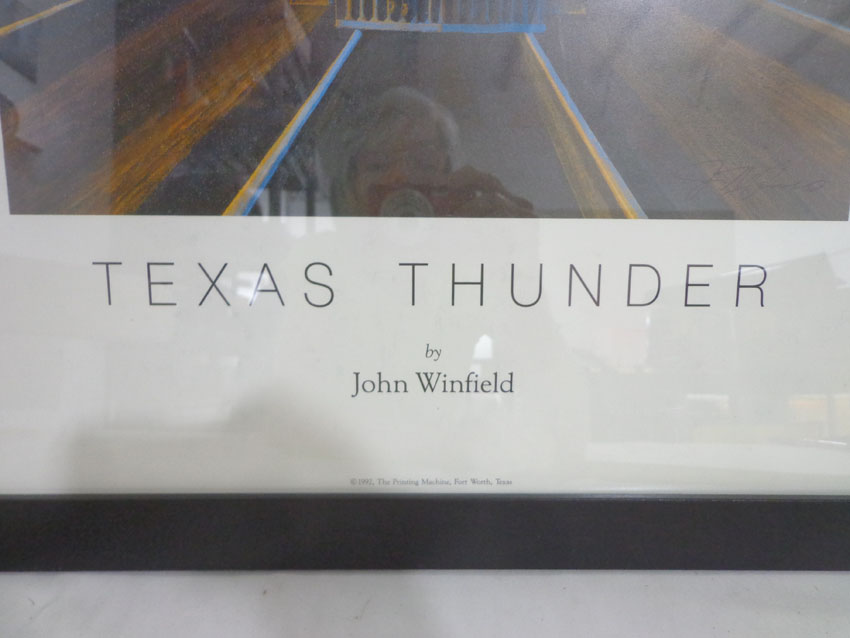 TEXAS THUNDER
by
John Winfield
©1992, The Printing Machine, Fort Worth, Texas